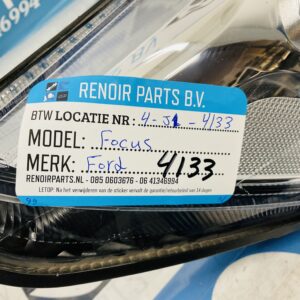 RENOIR PARTS B.V.
BTW LOCATIE NR : 4-J1-4133
MODEL: Focus
MERK: Ford 4133
RENOIRPARTS.NL - 085 0603676 - 06 41346994
LETOP: Na het verwijderen van de sticker vervalt de garantie/retourbeleid van 14 dagen